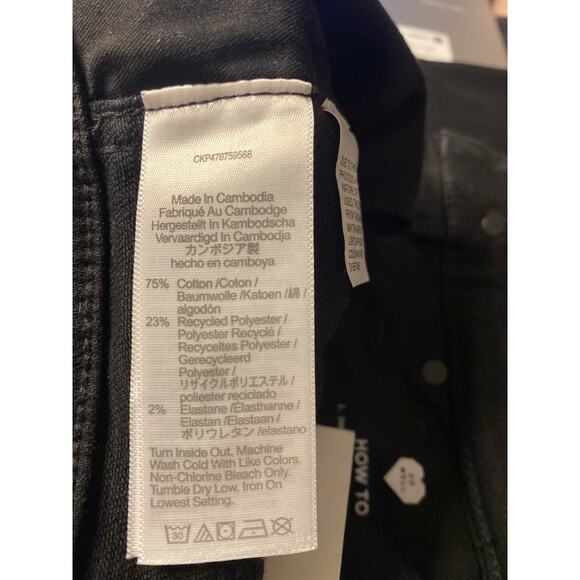 CKP478759568
Made In Cambodia
Fabriqué Au Cambodge
Hergestellt In Kambodscha
Vervaardigd In Cambodja
カンボジア製
hecho en camboya
75% Cotton /Coton /
Baumwolle /Katoen /綿 /
algodón
23% Recycled Polyester /
Polyester Recyclé /
Recyceltes Polyester /
Gerecycleerd
Polyester /
リサイクルポリエステル /
poliester reciclado
2% Elastane /Élasthanne /
Elastan /Elastaan /
ポリウレタン /elastano
Turn Inside Out. Machine
Wash Cold With Like Colors.
Non-Chlorine Bleach Only.
Tumble Dry Low. Iron On
Lowest Setting.
30
HOW TO
DO
WELL